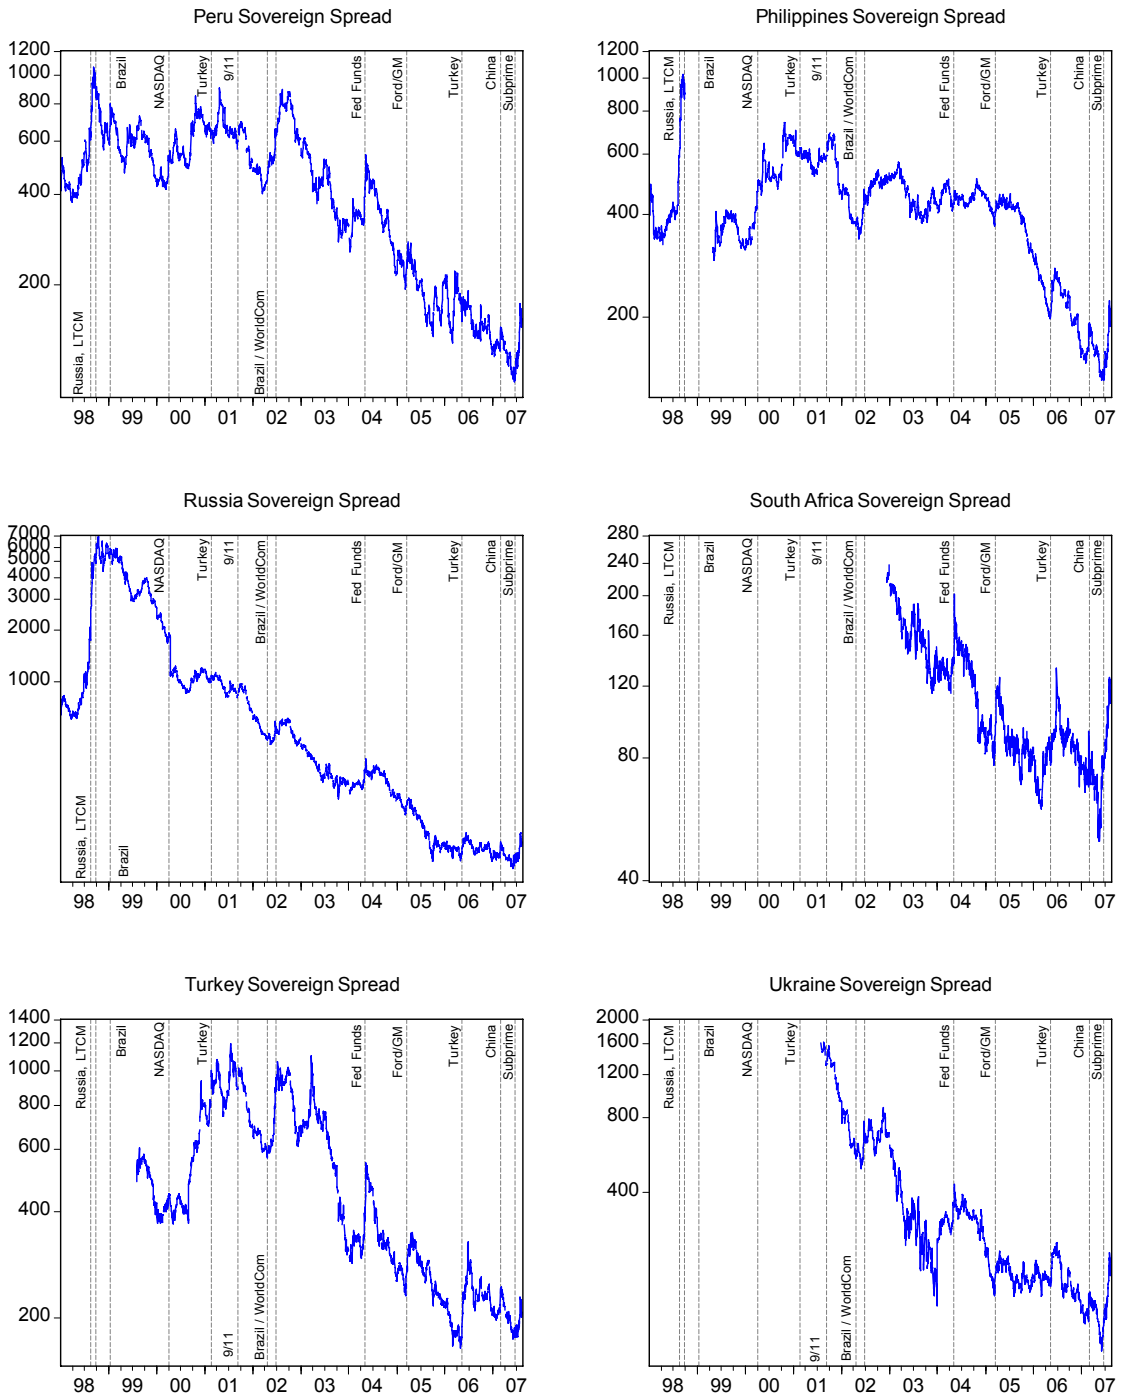 Peru Sovereign Spread
1200
1000
800
600
400
200
Russia, LTCM
Brazil
NASDAQ
Turkey
9/11
Brazil / WorldCom
Fed Funds
Ford/GM
Turkey
China
Subprime
98 99 00 01 02 03 04 05 06 07
Philippines Sovereign Spread
1200
1000
800
600
400
200
Russia, LTCM
Brazil
NASDAQ
Turkey
9/11
Brazil / WorldCom
Fed Funds
Ford/GM
Turkey
China
Subprime
98 99 00 01 02 03 04 05 06 07
Russia Sovereign Spread
7000
6000
5000
4000
3000
2000
1000
Russia, LTCM
Brazil
NASDAQ
Turkey
9/11
Brazil / WorldCom
Fed Funds
Ford/GM
Turkey
China
Subprime
98 99 00 01 02 03 04 05 06 07
South Africa Sovereign Spread
280
240
200
160
120
80
40
Russia, LTCM
Brazil
NASDAQ
Turkey
9/11
Brazil / WorldCom
Fed Funds
Ford/GM
Turkey
China
Subprime
98 99 00 01 02 03 04 05 06 07
Turkey Sovereign Spread
1400
1200
1000
800
600
400
200
Russia, LTCM
Brazil
NASDAQ
Turkey
9/11
Brazil / WorldCom
Fed Funds
Ford/GM
Turkey
China
Subprime
98 99 00 01 02 03 04 05 06 07
Ukraine Sovereign Spread
2000
1600
1200
800
400
Russia, LTCM
Brazil
NASDAQ
Turkey
9/11
Brazil / WorldCom
Fed Funds
Ford/GM
Turkey
China
Subprime
98 99 00 01 02 03 04 05 06 07